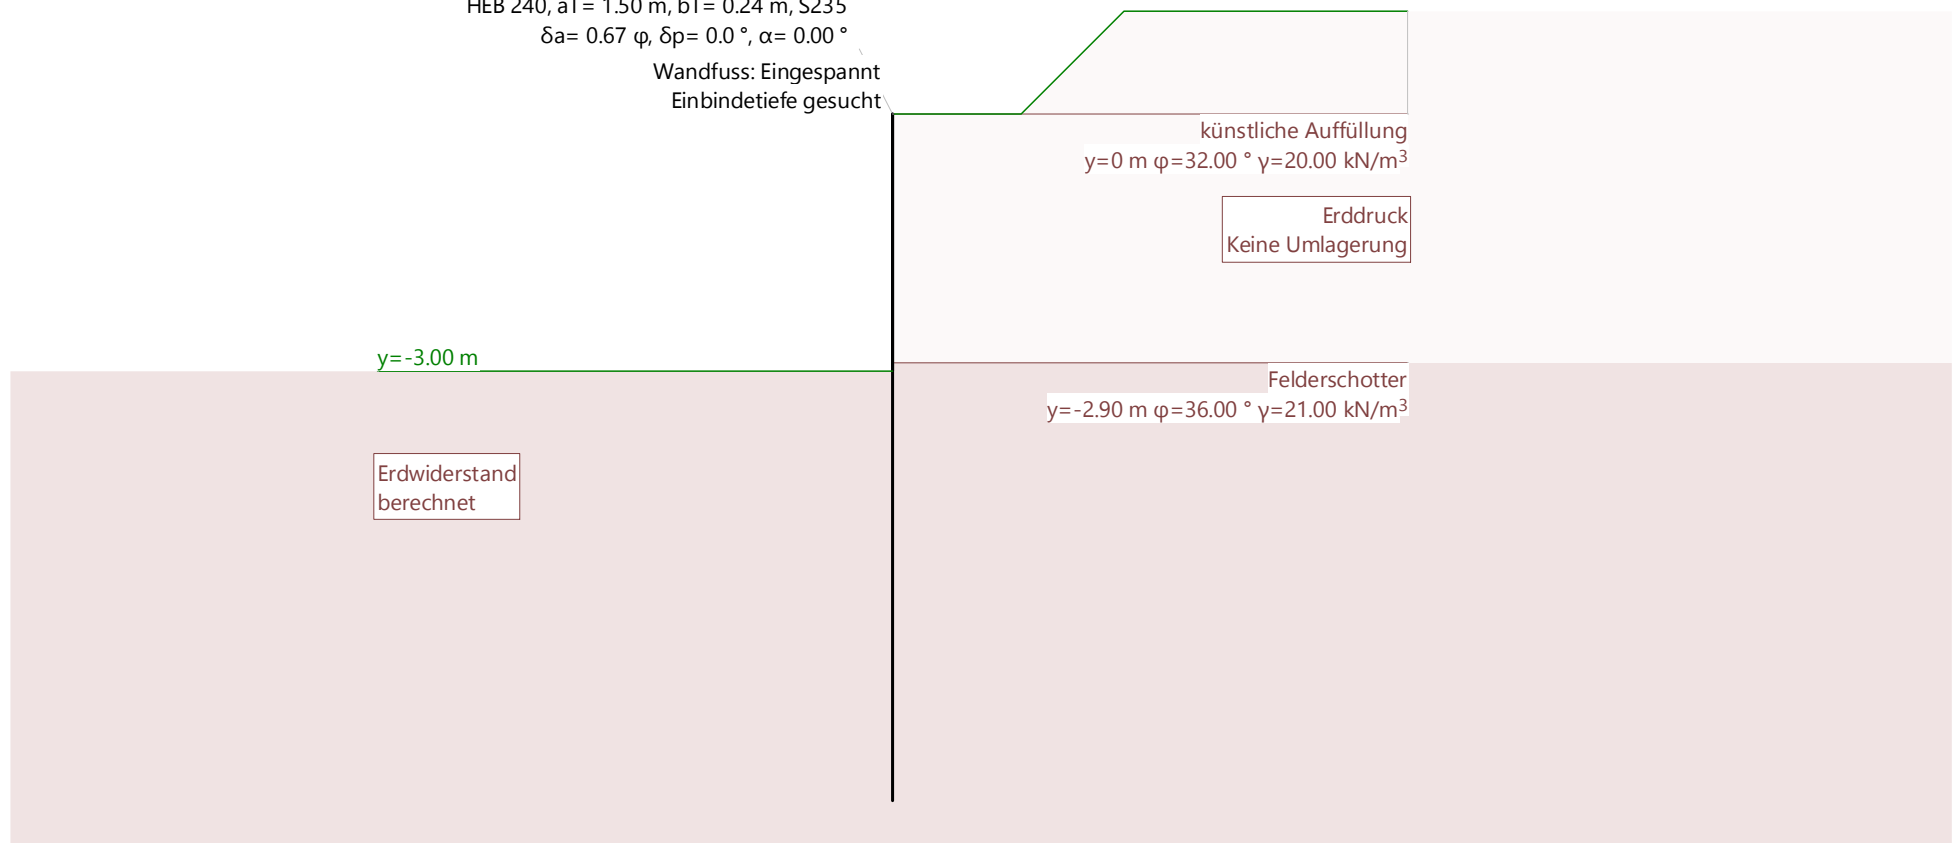 HEB 240, aT= 1.50 m, bT= 0.24 m, S235
δa= 0.67 φ, δp= 0.0 °, α= 0.00 °
Wandfuss: Eingespannt
Einbindetiefe gesucht
künstliche Auffüllung
y=0 m φ=32.00 ° γ=20.00 kN/m³
Erddruck
Keine Umlagerung
y=-3.00 m
Felderschotter
y=-2.90 m φ=36.00 ° γ=21.00 kN/m³
Erdwiderstand
berechnet